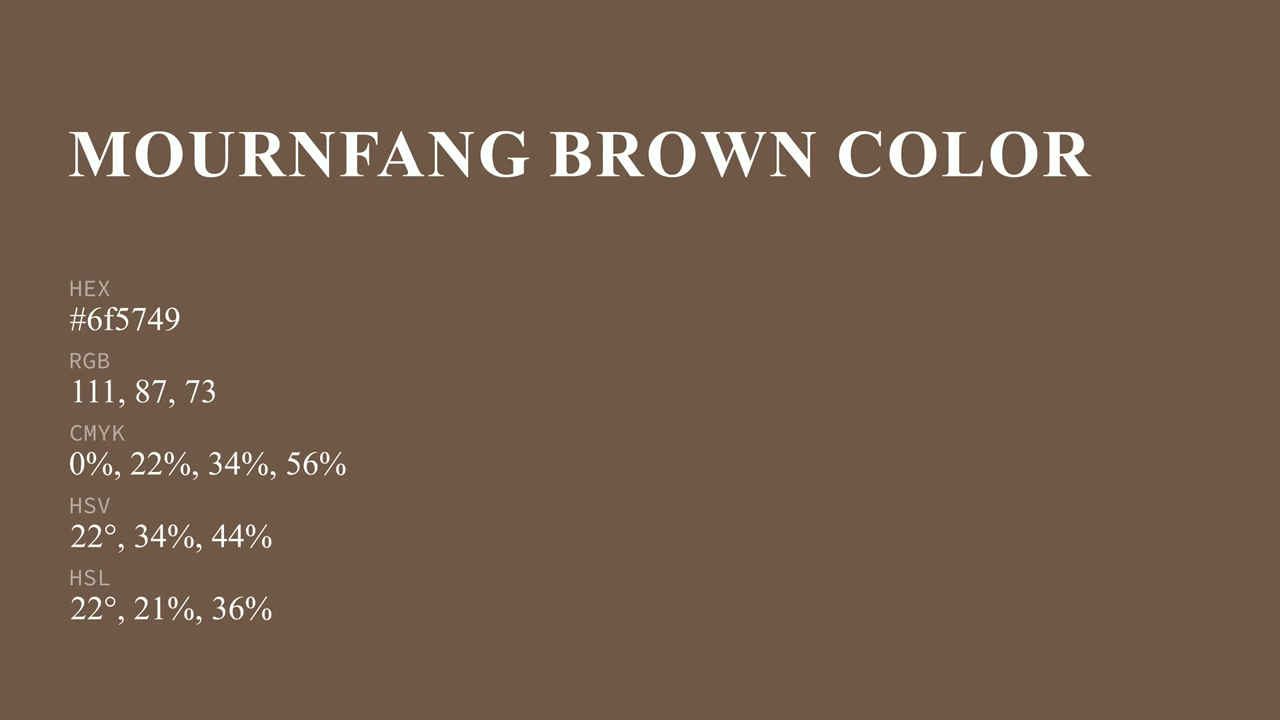 MOURNFANG BROWN COLOR
HEX
#6f5749
RGB
111, 87, 73
CMYK
0%, 22%, 34%, 56%
HSV
22°, 34%, 44%
HSL
22°, 21%, 36%